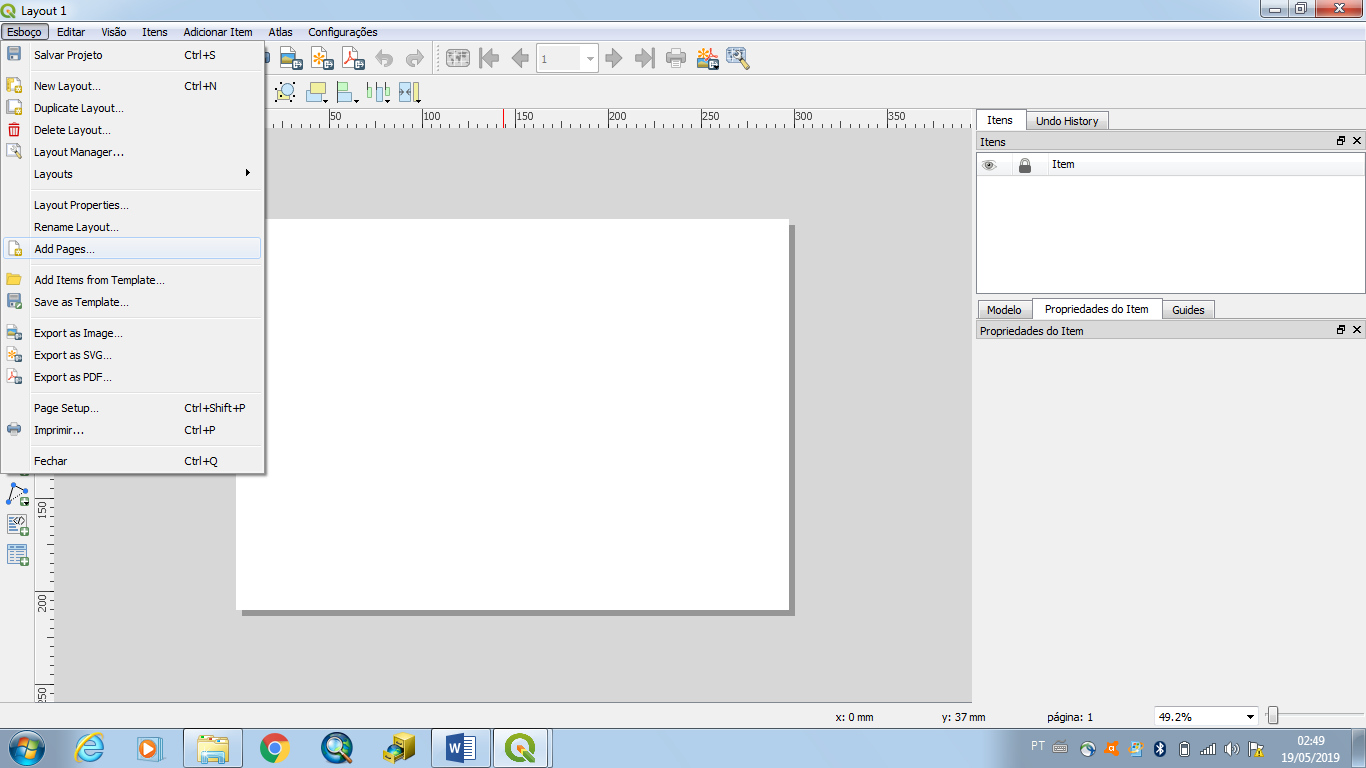 Layout 1
Esboço Editar Visão Itens Adicionar Item Atlas Configurações
Salvar Projeto Ctrl+S
New Layout... Ctrl+N
Duplicate Layout...
Delete Layout...
Layout Manager...
Layouts
Layout Properties...
Rename Layout...
Add Pages...
Add Items from Template...
Save as Template...
Export as Image...
Export as SVG...
Export as PDF...
Page Setup... Ctrl+Shift+P
Imprimir... Ctrl+P
Fechar Ctrl+Q
1
50 100 150 200 250 300 350
150
200
250
Itens Undo History
Itens
Item
Modelo Propriedades do Item Guides
Propriedades do Item
x: 0 mm y: 37 mm página: 1 49.2%
PT
02:49
19/05/2019